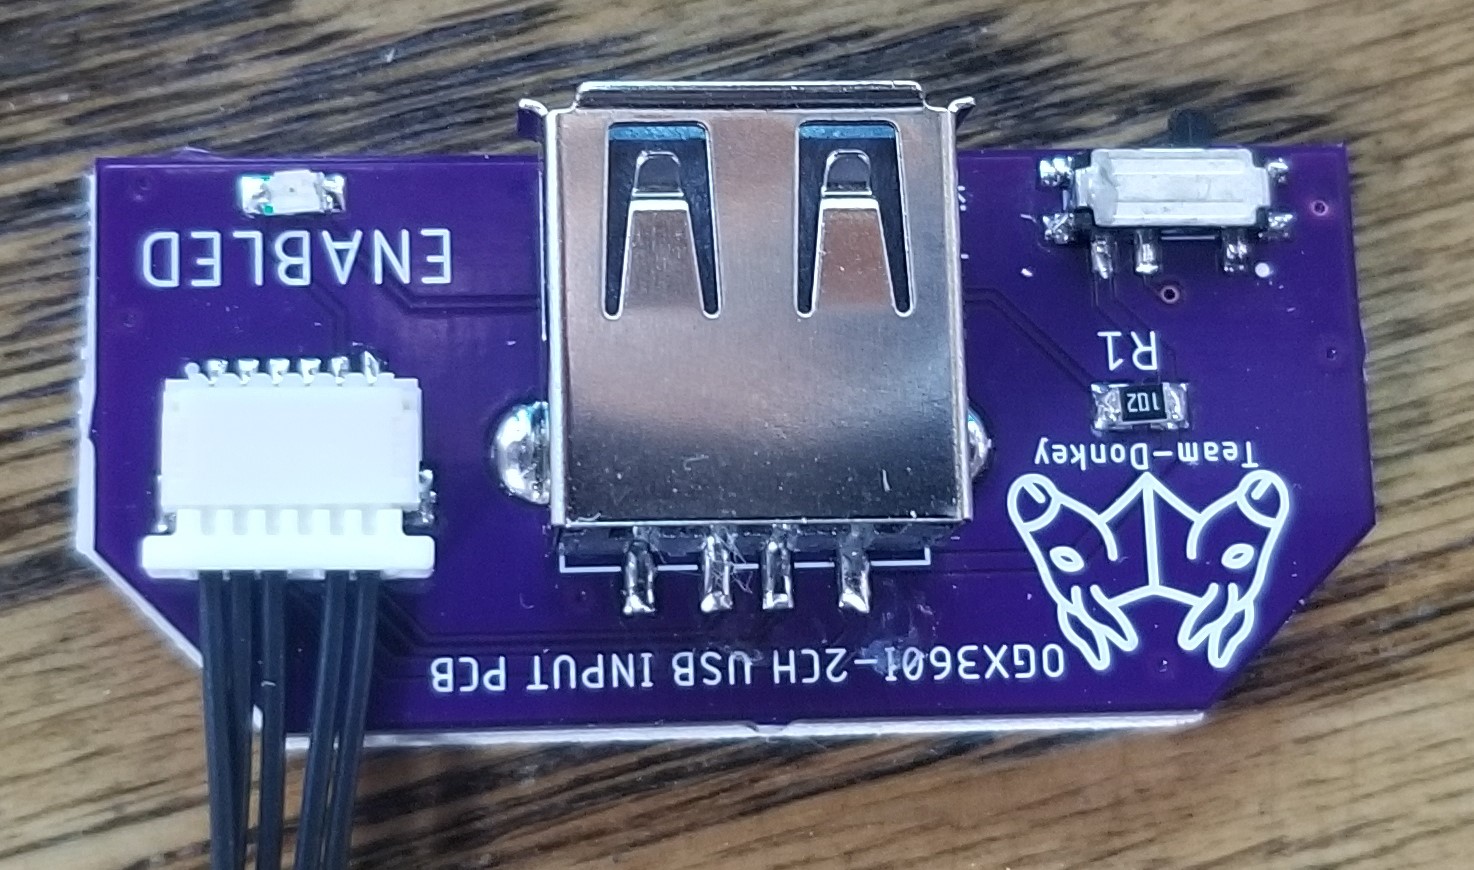 OGX360I-2CH USB INPUT PCB
Team-Donkey
102
R1
ENABLED